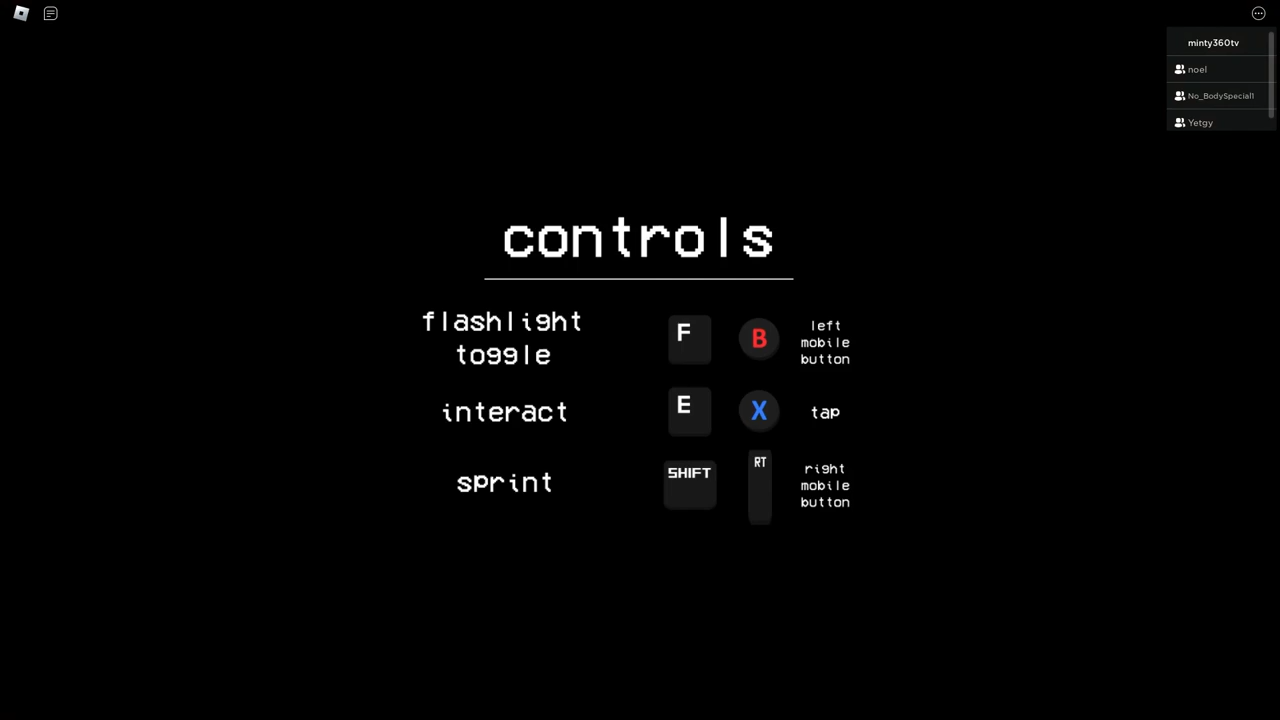 minty360tv
noel
No_BodySpecial1
Yetgy
controls
flashlight
toggle
F
B
left
mobile
button
interact
E
X
tap
sprint
SHIFT
RT
right
mobile
button